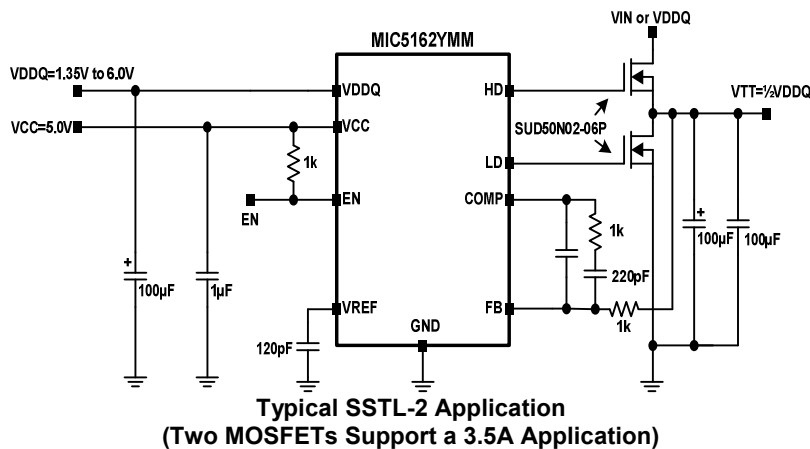 VIN or VDDQ
MIC5162YMM
VDDQ=1.35V to 6.0V
VDDQ
HD
VTT=½VDDQ
VCC=5.0V
VCC
SUD50N02-06P
1k
LD
EN
EN
COMP
1k
100µF
100µF
+
+
100µF
1µF
220pF
VREF
GND
FB
1k
120pF
Typical SSTL-2 Application
(Two MOSFETs Support a 3.5A Application)